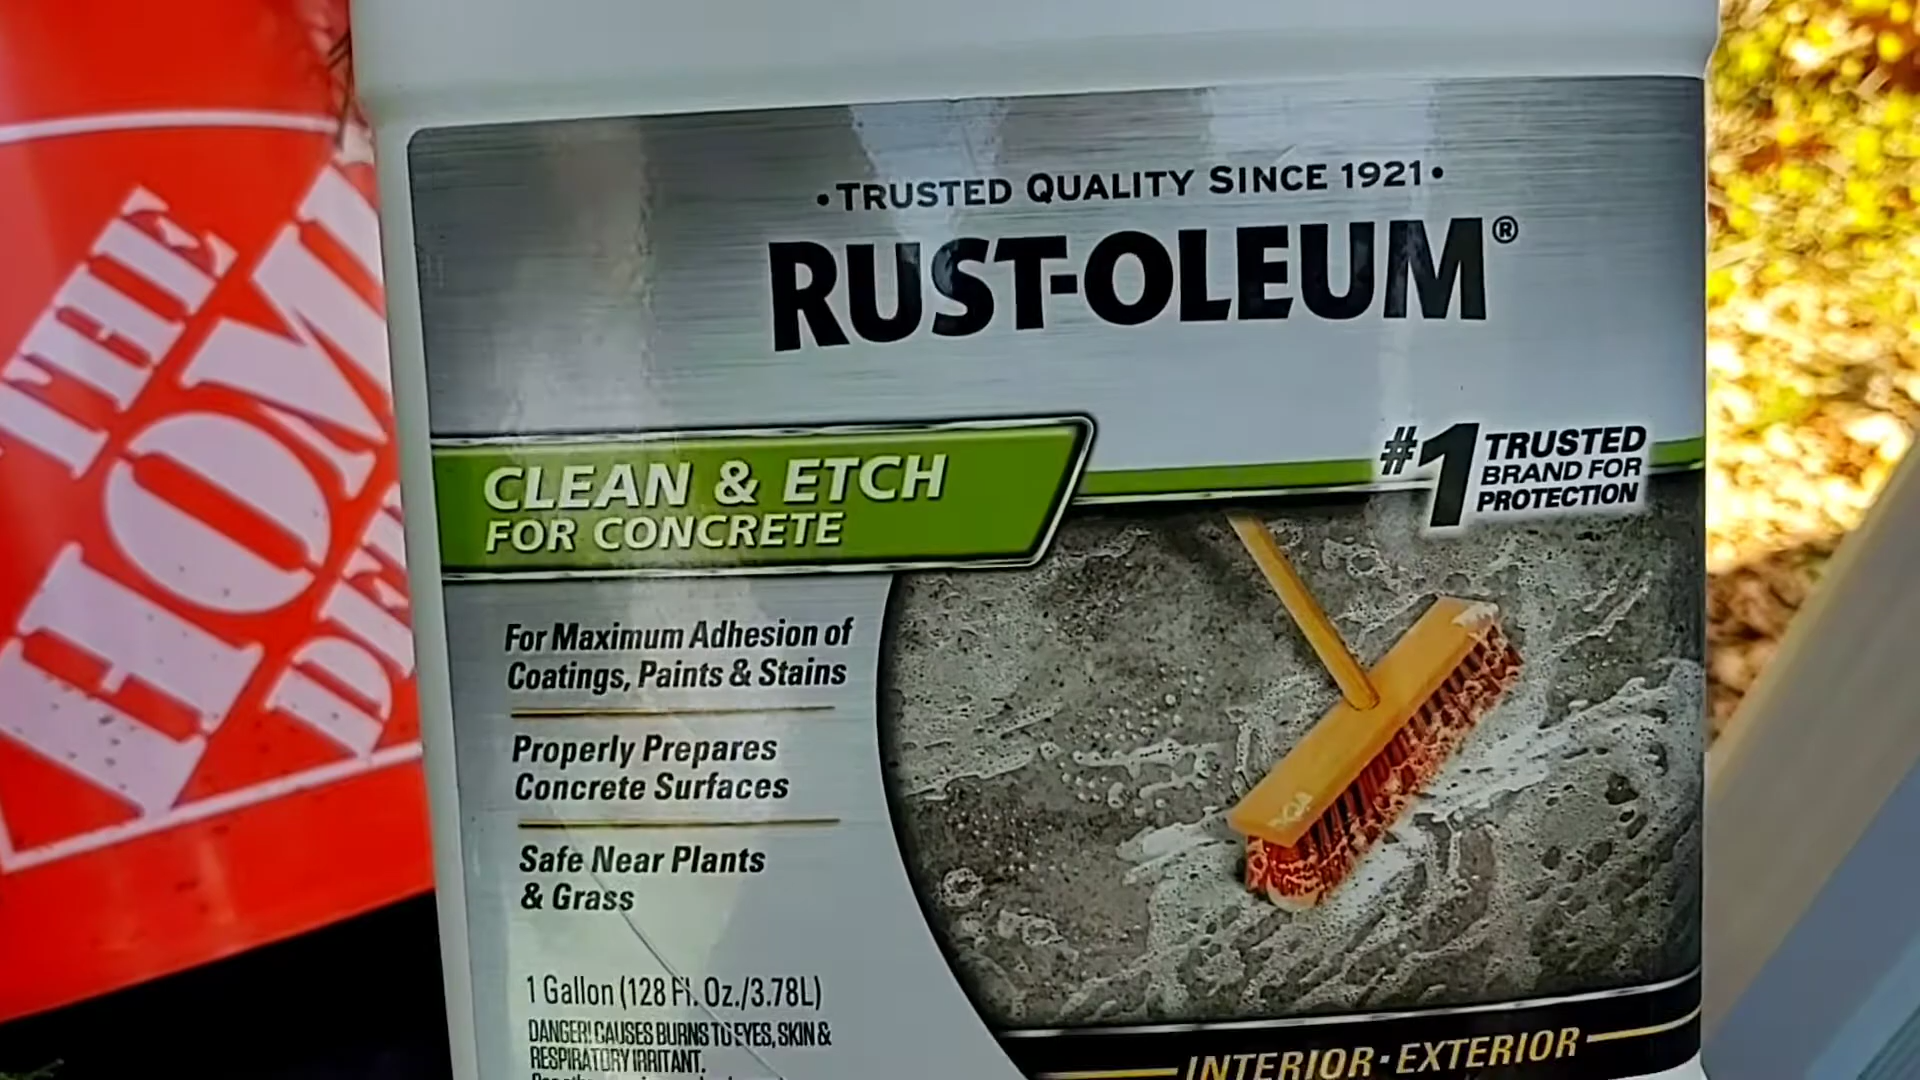 THE
HOME
• TRUSTED QUALITY SINCE 1921 •
RUST-OLEUM®
CLEAN & ETCH
FOR CONCRETE
#1 TRUSTED
BRAND FOR
PROTECTION
For Maximum Adhesion of
Coatings, Paints & Stains
Properly Prepares
Concrete Surfaces
Safe Near Plants
& Grass
1 Gallon (128 Fl. Oz./3.78L)
DANGER! CAUSES BURNS TO EYES, SKIN &
RESPIRATORY IRRITANT.
INTERIOR • EXTERIOR